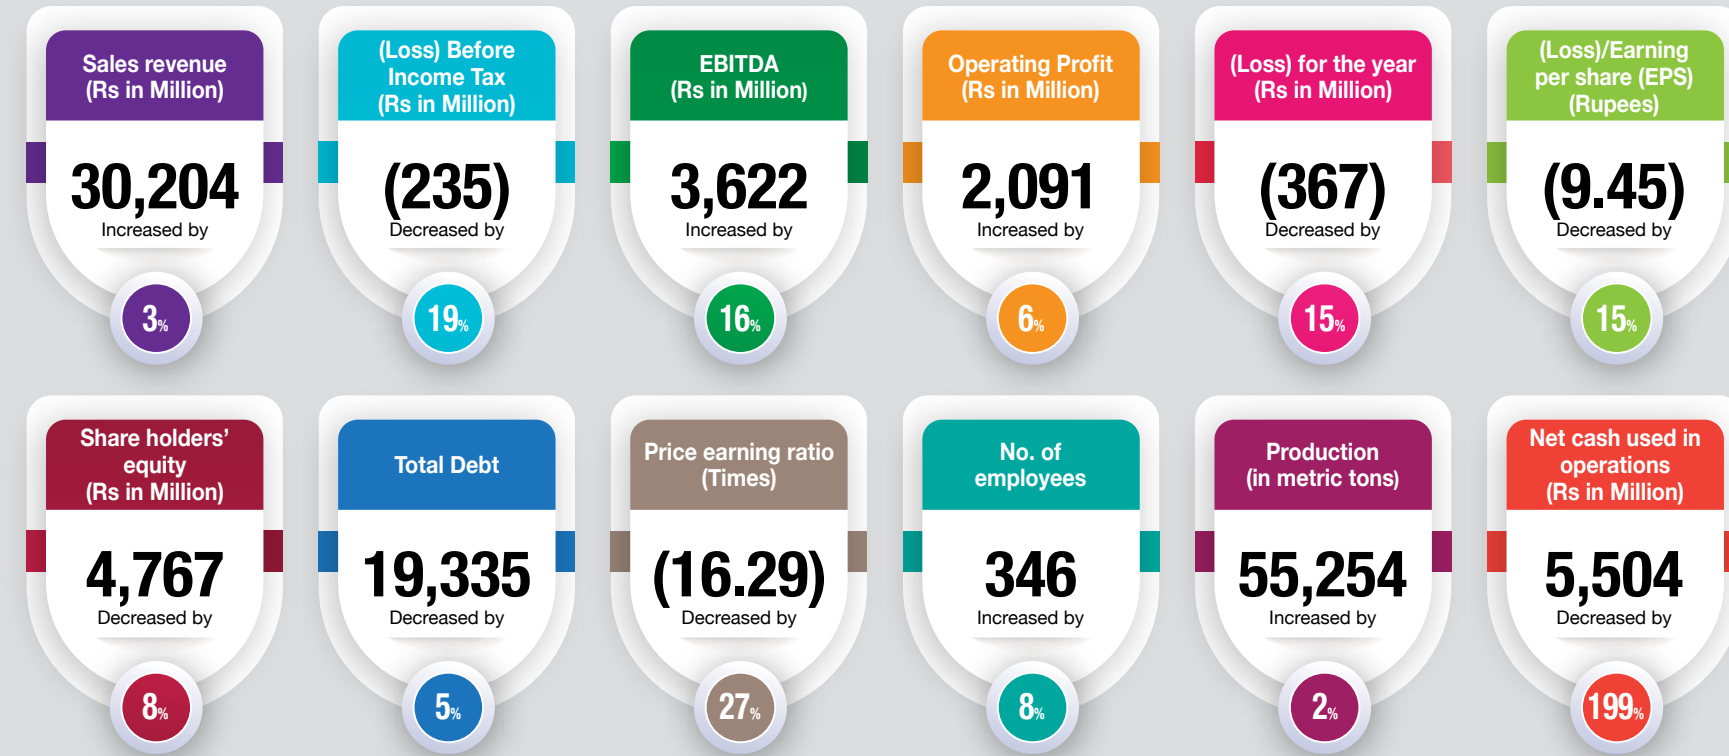 Sales revenue
(Rs in Million)
30,204
Increased by
3%
(Loss) Before
Income Tax
(Rs in Million)
(235)
Decreased by
19%
EBITDA
(Rs in Million)
3,622
Increased by
16%
Operating Profit
(Rs in Million)
2,091
Increased by
6%
(Loss) for the year
(Rs in Million)
(367)
Decreased by
15%
(Loss)/Earning
per share (EPS)
(Rupees)
(9.45)
Decreased by
15%
Share holders'
equity
(Rs in Million)
4,767
Decreased by
8%
Total Debt
19,335
Decreased by
5%
Price earning ratio
(Times)
(16.29)
Decreased by
27%
No. of
employees
346
Increased by
8%
Production
(in metric tons)
55,254
Increased by
2%
Net cash used in
operations
(Rs in Million)
5,504
Decreased by
199%